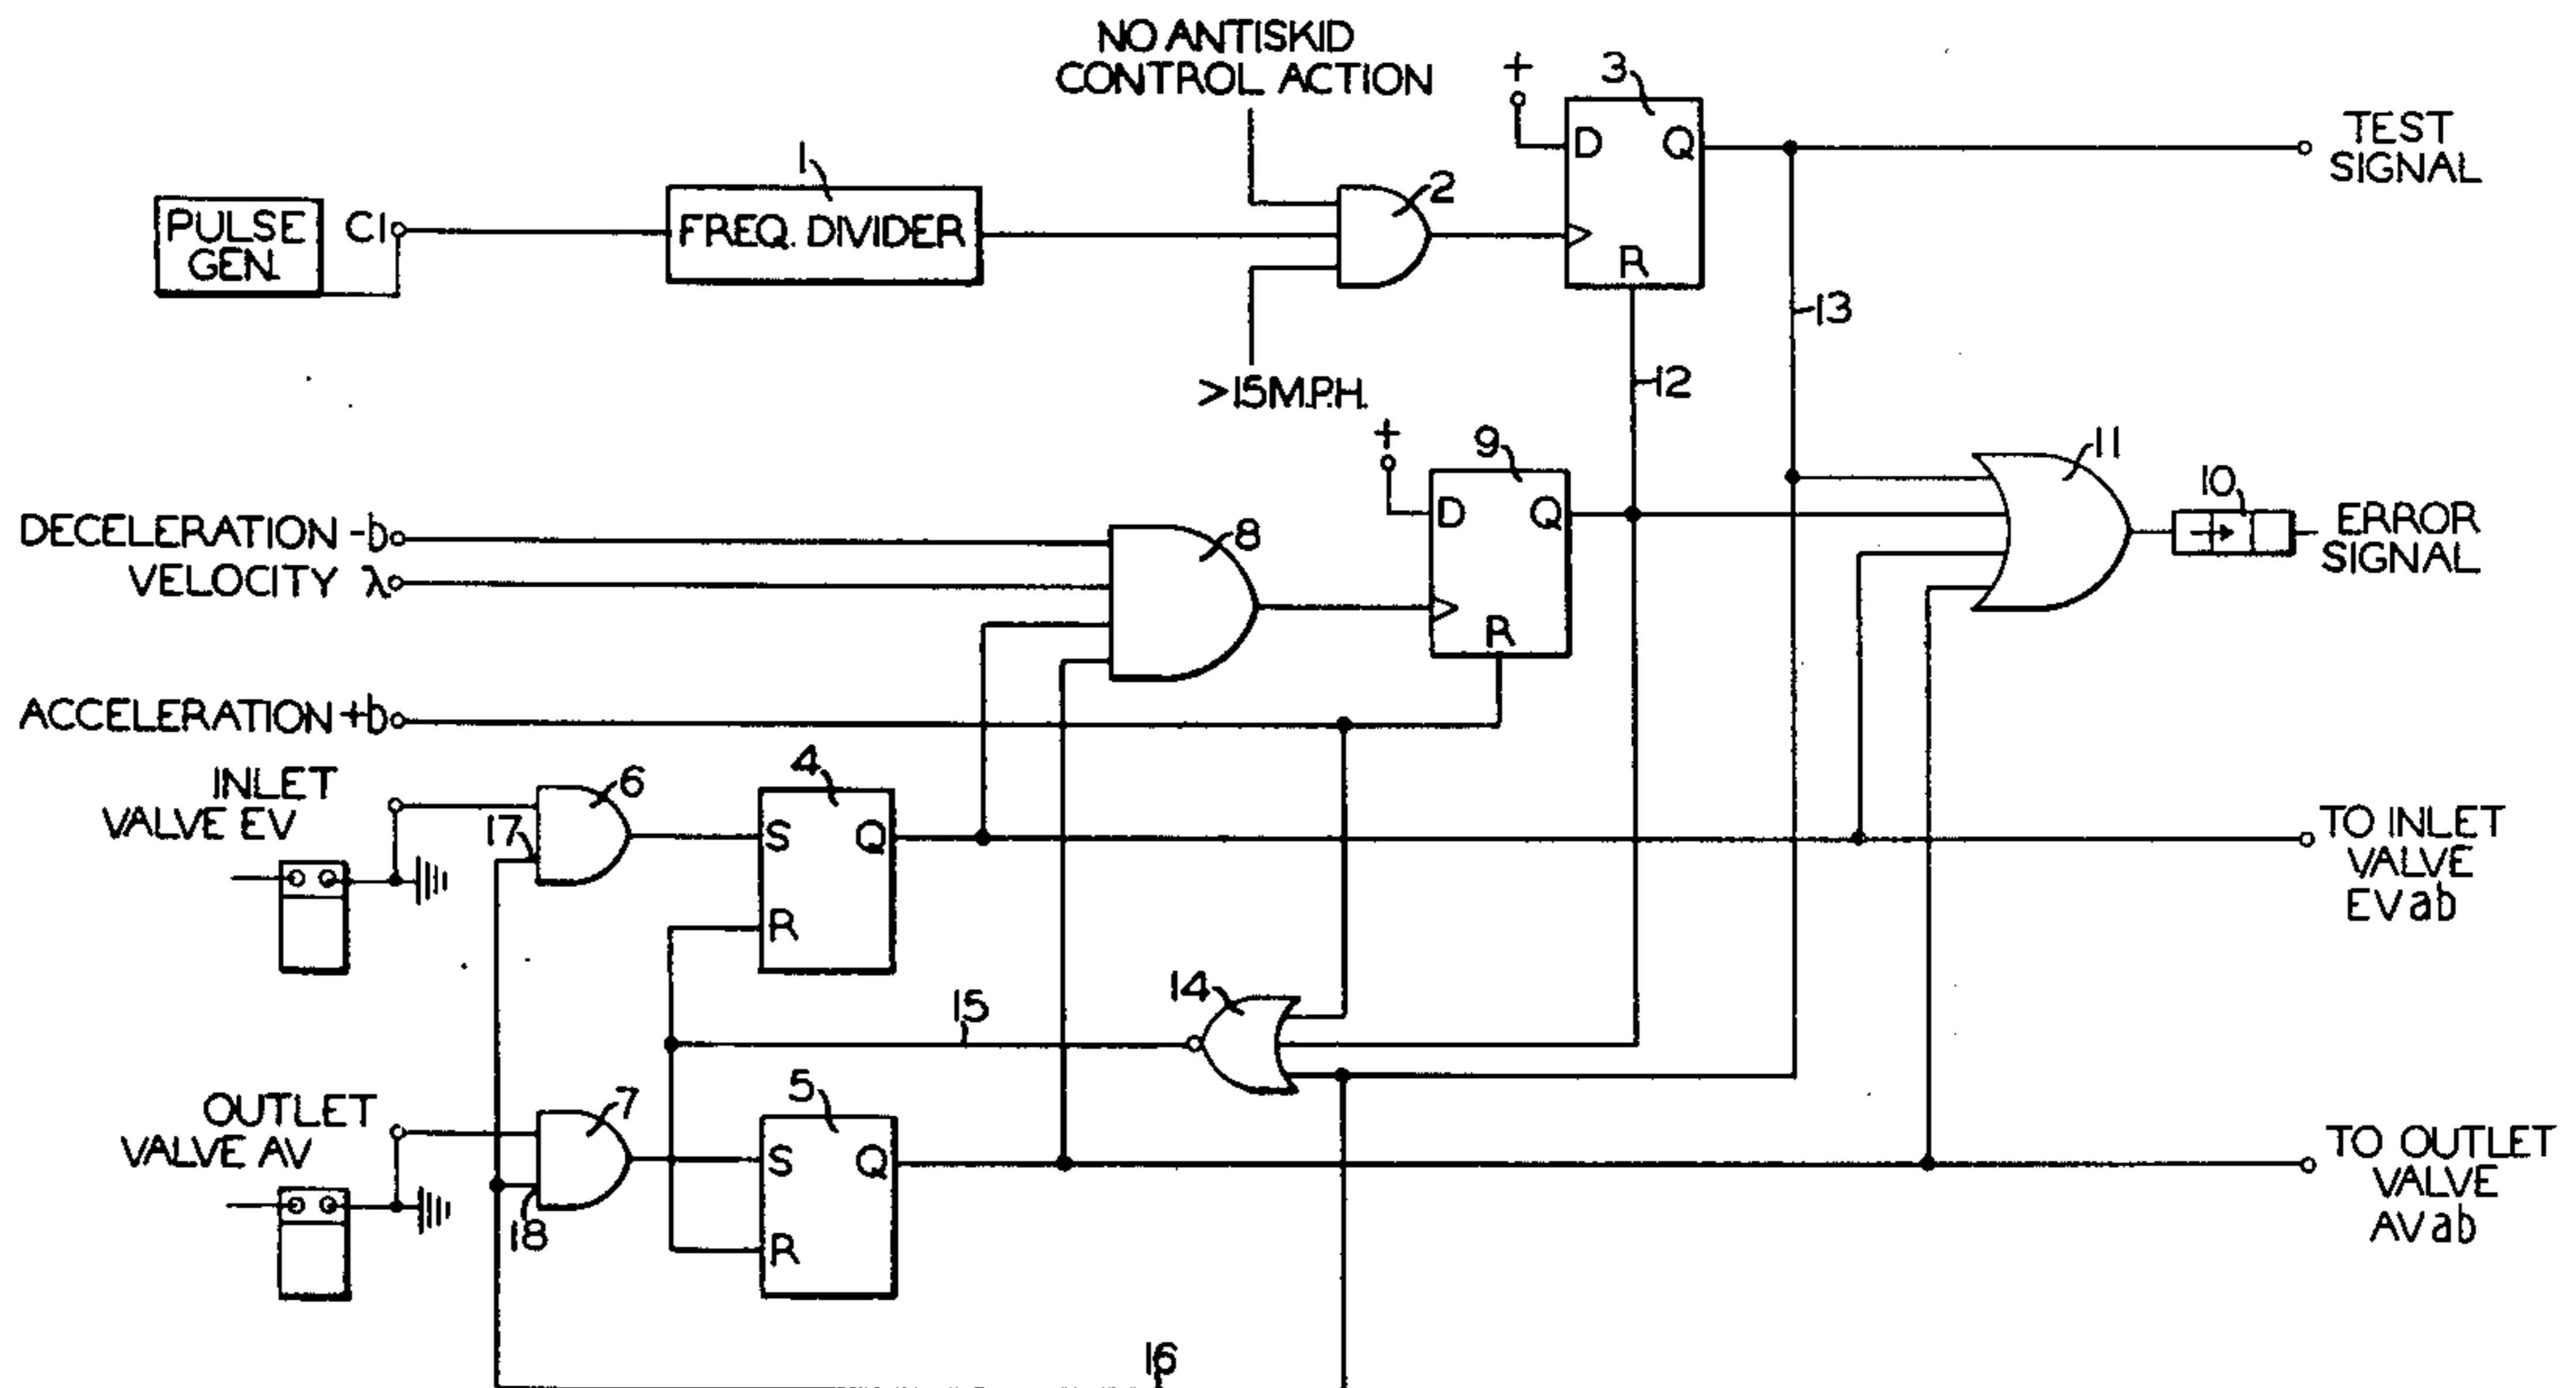 NO ANTISKID
CONTROL ACTION
+
3
D Q
R
TEST
SIGNAL
1
2
PULSE
GEN.
C1
FREQ. DIVIDER
13
>15M.P.H.
12
+
9
D Q
R
11
10
ERROR
SIGNAL
DECELERATION -b
VELOCITY λ
8
ACCELERATION +b
INLET
VALVE EV
17
6
4
S Q
R
TO INLET
VALVE
EVab
14
15
OUTLET
VALVE AV
18
7
5
S Q
R
TO OUTLET
VALVE
AVab
16